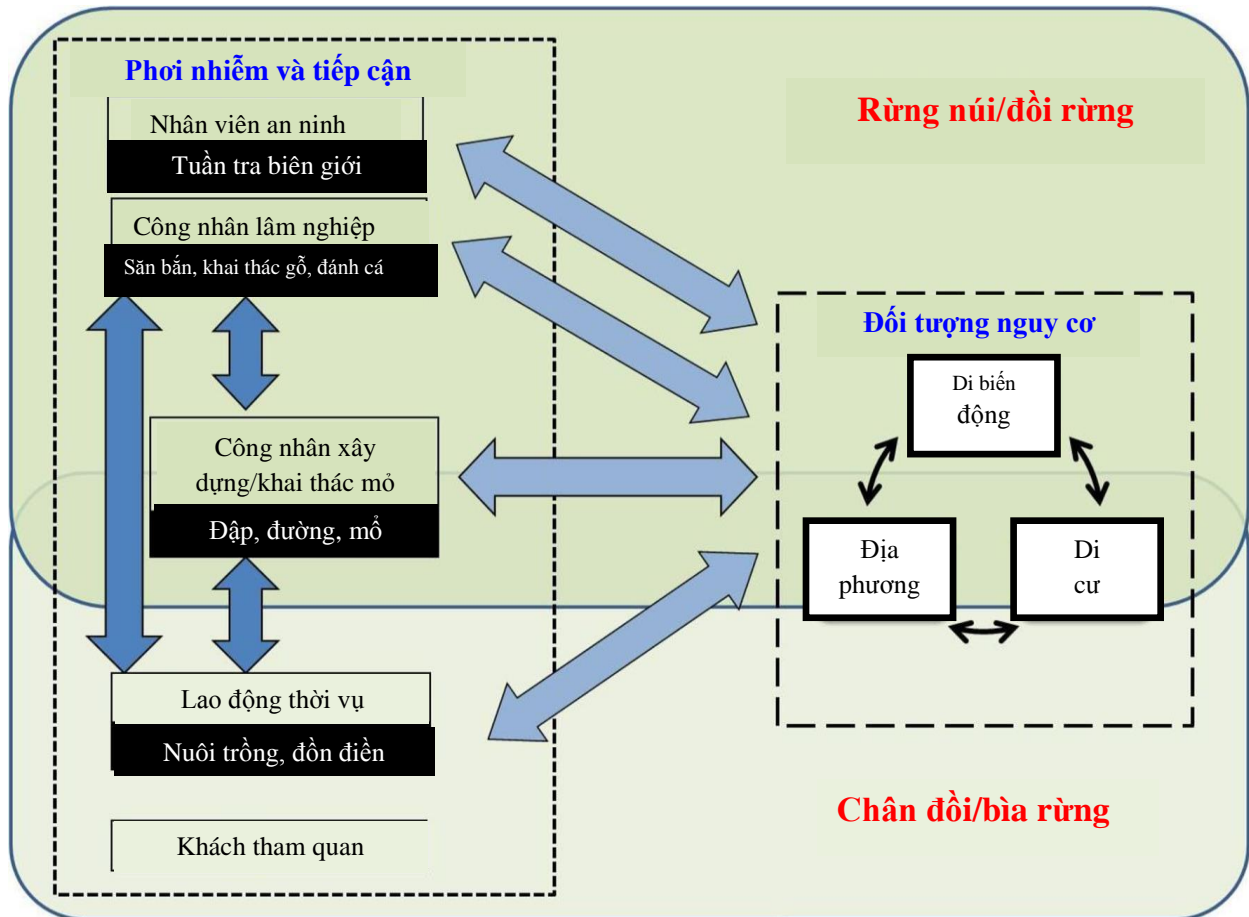 Phơi nhiễm và tiếp cận
Nhân viên an ninh
Tuần tra biên giới
Công nhân lâm nghiệp
Săn bắn, khai thác gỗ, đánh cá
Công nhân xây
dựng/khai thác mỏ
Đập, đường, mổ
Lao động thời vụ
Nuôi trồng, đồn điền
Khách tham quan
Rừng núi/đồi rừng
Đối tượng nguy cơ
Di biến
động
Địa
phương
Di
cư
Chân đồi/bìa rừng